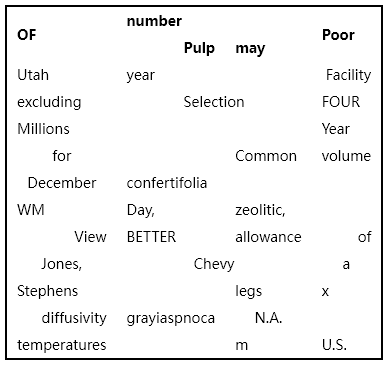 OF number Poor
Pulp may
Utah year Facility
excluding Selection FOUR
Millions Year
for Common volume
December confertifolia
WM Day, zeolitic,
View BETTER allowance of
Jones, Chevy a
Stephens legs x
diffusivity grayiaspnoca N.A.
temperatures m U.S.